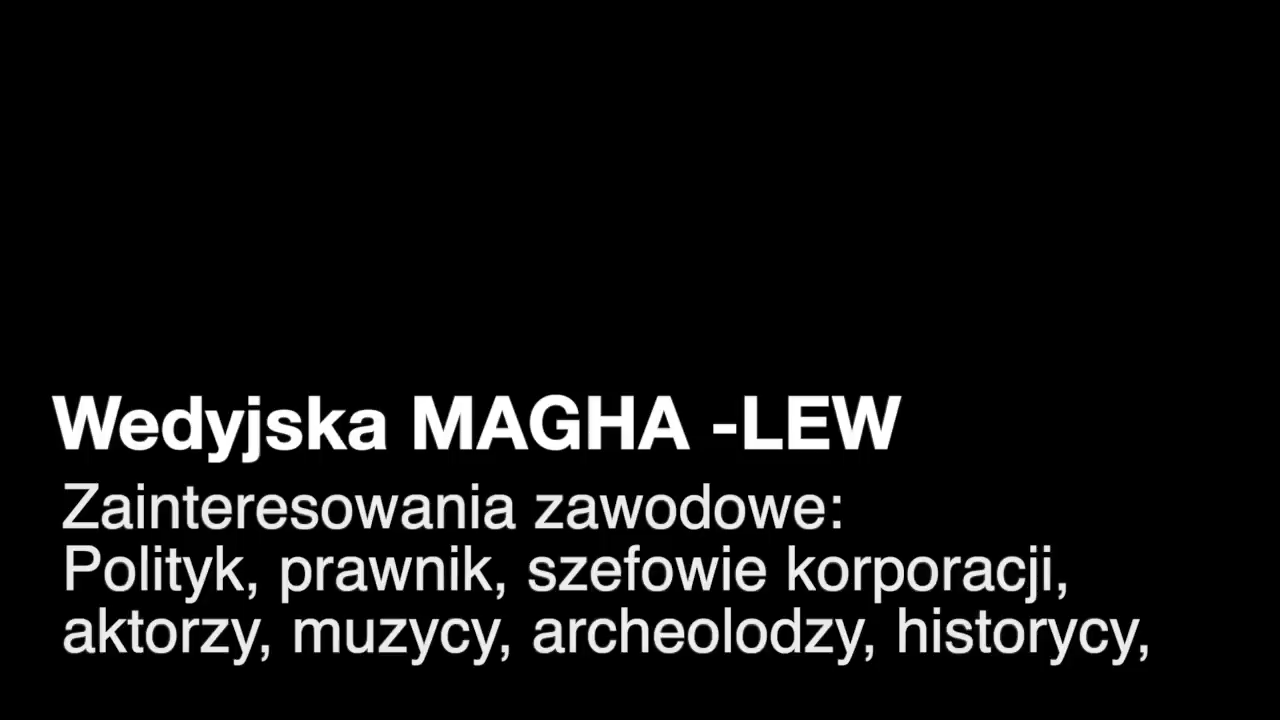 Wedyjska MAGHA -LEW
Zainteresowania zawodowe:
Polityk, prawnik, szefowie korporacji,
aktorzy, muzycy, archeolodzy, historycy,